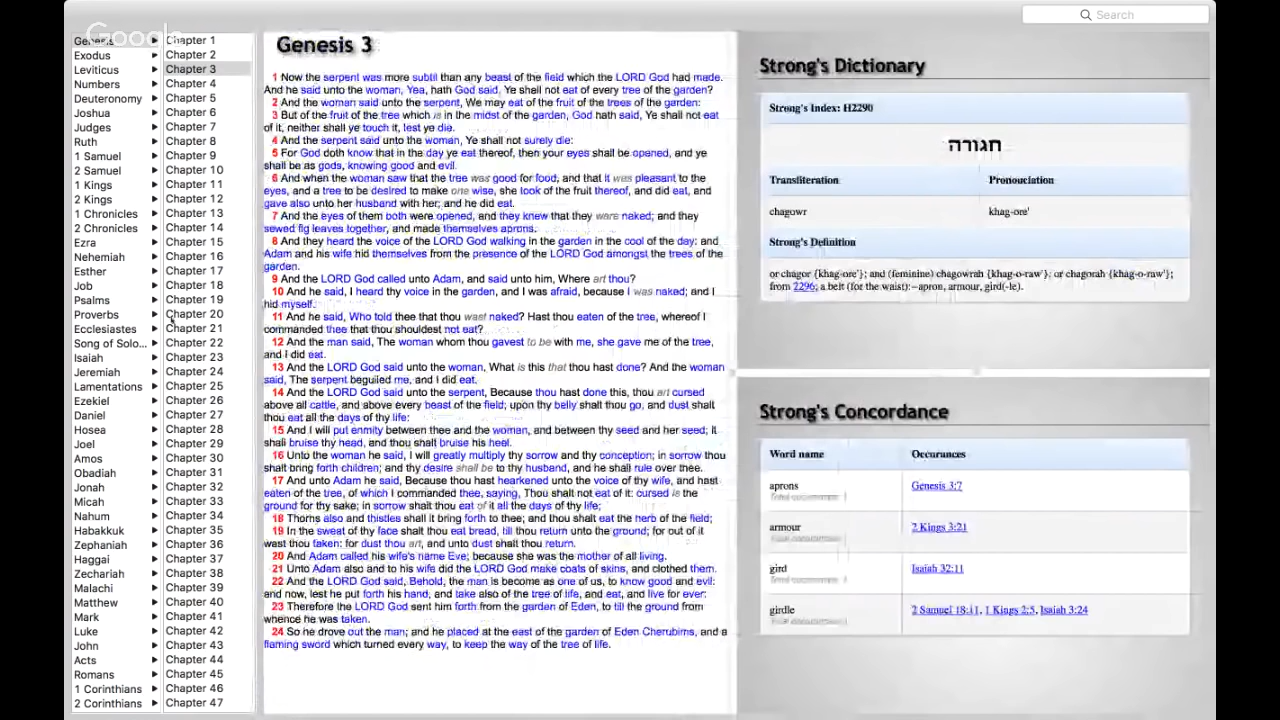 Google
Search
Genesis
Exodus
Leviticus
Numbers
Deuteronomy
Joshua
Judges
Ruth
1 Samuel
2 Samuel
1 Kings
2 Kings
1 Chronicles
2 Chronicles
Ezra
Nehemiah
Esther
Job
Psalms
Proverbs
Ecclesiastes
Song of Solo...
Isaiah
Jeremiah
Lamentations
Ezekiel
Daniel
Hosea
Joel
Amos
Obadiah
Jonah
Micah
Nahum
Habakkuk
Zephaniah
Haggai
Zechariah
Malachi
Matthew
Mark
Luke
John
Acts
Romans
1 Corinthians
2 Corinthians
Chapter 1
Chapter 2
Chapter 3
Chapter 4
Chapter 5
Chapter 6
Chapter 7
Chapter 8
Chapter 9
Chapter 10
Chapter 11
Chapter 12
Chapter 13
Chapter 14
Chapter 15
Chapter 16
Chapter 17
Chapter 18
Chapter 19
Chapter 20
Chapter 21
Chapter 22
Chapter 23
Chapter 24
Chapter 25
Chapter 26
Chapter 27
Chapter 28
Chapter 29
Chapter 30
Chapter 31
Chapter 32
Chapter 33
Chapter 34
Chapter 35
Chapter 36
Chapter 37
Chapter 38
Chapter 39
Chapter 40
Chapter 41
Chapter 42
Chapter 43
Chapter 44
Chapter 45
Chapter 46
Chapter 47
Genesis 3
1 Now the serpent was more subtil than any beast of the field which the LORD God had made.
And he said unto the woman, Yea, hath God said, Ye shall not eat of every tree of the garden?
2 And the woman said unto the serpent, We may eat of the fruit of the trees of the garden:
3 But of the fruit of the tree which is in the midst of the garden, God hath said, Ye shall not eat
of it, neither shall ye touch it, lest ye die.
4 And the serpent said unto the woman, Ye shall not surely die:
5 For God doth know that in the day ye eat thereof, then your eyes shall be opened, and ye
shall be as gods, knowing good and evil.
6 And when the woman saw that the tree was good for food, and that it was pleasant to the
eyes, and a tree to be desired to make one wise, she took of the fruit thereof, and did eat, and
gave also unto her husband with her; and he did eat.
7 And the eyes of them both were opened, and they knew that they were naked; and they
sewed fig leaves together, and made themselves aprons.
8 And they heard the voice of the LORD God walking in the garden in the cool of the day: and
Adam and his wife hid themselves from the presence of the LORD God amongst the trees of the
garden.
9 And the LORD God called unto Adam, and said unto him, Where art thou?
10 And he said, I heard thy voice in the garden, and I was afraid, because I was naked; and I
hid myself.
11 And he said, Who told thee that thou wast naked? Hast thou eaten of the tree, whereof I
commanded thee that thou shouldest not eat?
12 And the man said, The woman whom thou gavest to be with me, she gave me of the tree,
and I did eat.
13 And the LORD God said unto the woman, What is this that thou hast done? And the woman
said, The serpent beguiled me, and I did eat.
14 And the LORD God said unto the serpent, Because thou hast done this, thou art cursed
above all cattle, and above every beast of the field; upon thy belly shalt thou go, and dust shalt
thou eat all the days of thy life:
15 And I will put enmity between thee and the woman, and between thy seed and her seed; it
shall bruise thy head, and thou shalt bruise his heel.
16 Unto the woman he said, I will greatly multiply thy sorrow and thy conception; in sorrow thou
shalt bring forth children; and thy desire shall be to thy husband, and he shall rule over thee.
17 And unto Adam he said, Because thou hast hearkened unto the voice of thy wife, and hast
eaten of the tree, of which I commanded thee, saying, Thou shalt not eat of it: cursed is the
ground for thy sake; in sorrow shalt thou eat of it all the days of thy life;
18 Thorns also and thistles shall it bring forth to thee; and thou shalt eat the herb of the field;
19 In the sweat of thy face shalt thou eat bread, till thou return unto the ground; for out of it
wast thou taken: for dust thou art, and unto dust shalt thou return.
20 And Adam called his wife's name Eve; because she was the mother of all living.
21 Unto Adam also and to his wife did the LORD God make coats of skins, and clothed them.
22 And the LORD God said, Behold, the man is become as one of us, to know good and evil:
and now, lest he put forth his hand, and take also of the tree of life, and eat, and live for ever:
23 Therefore the LORD God sent him forth from the garden of Eden, to till the ground from
whence he was taken.
24 So he drove out the man; and he placed at the east of the garden of Eden Cherubims, and a
flaming sword which turned every way, to keep the way of the tree of life.
Strong's Dictionary
Strong's Index: H2290
חגורה
Transliteration Pronouciation
chagowr khag-ore'
Strong's Definition
or chagor {khag-ore'}; and (feminine) chagowrah {khag-o-raw'}; or chagorah {khag-o-raw'};
from 2296; a belt (for the waist):--apron, armour, gird(-le).
Strong's Concordance
Word name Occurances
aprons Genesis 3:7
armour 2 Kings 3:21
gird Isaiah 32:11
girdle 2 Samuel 18:11, 1 Kings 2:5, Isaiah 3:24